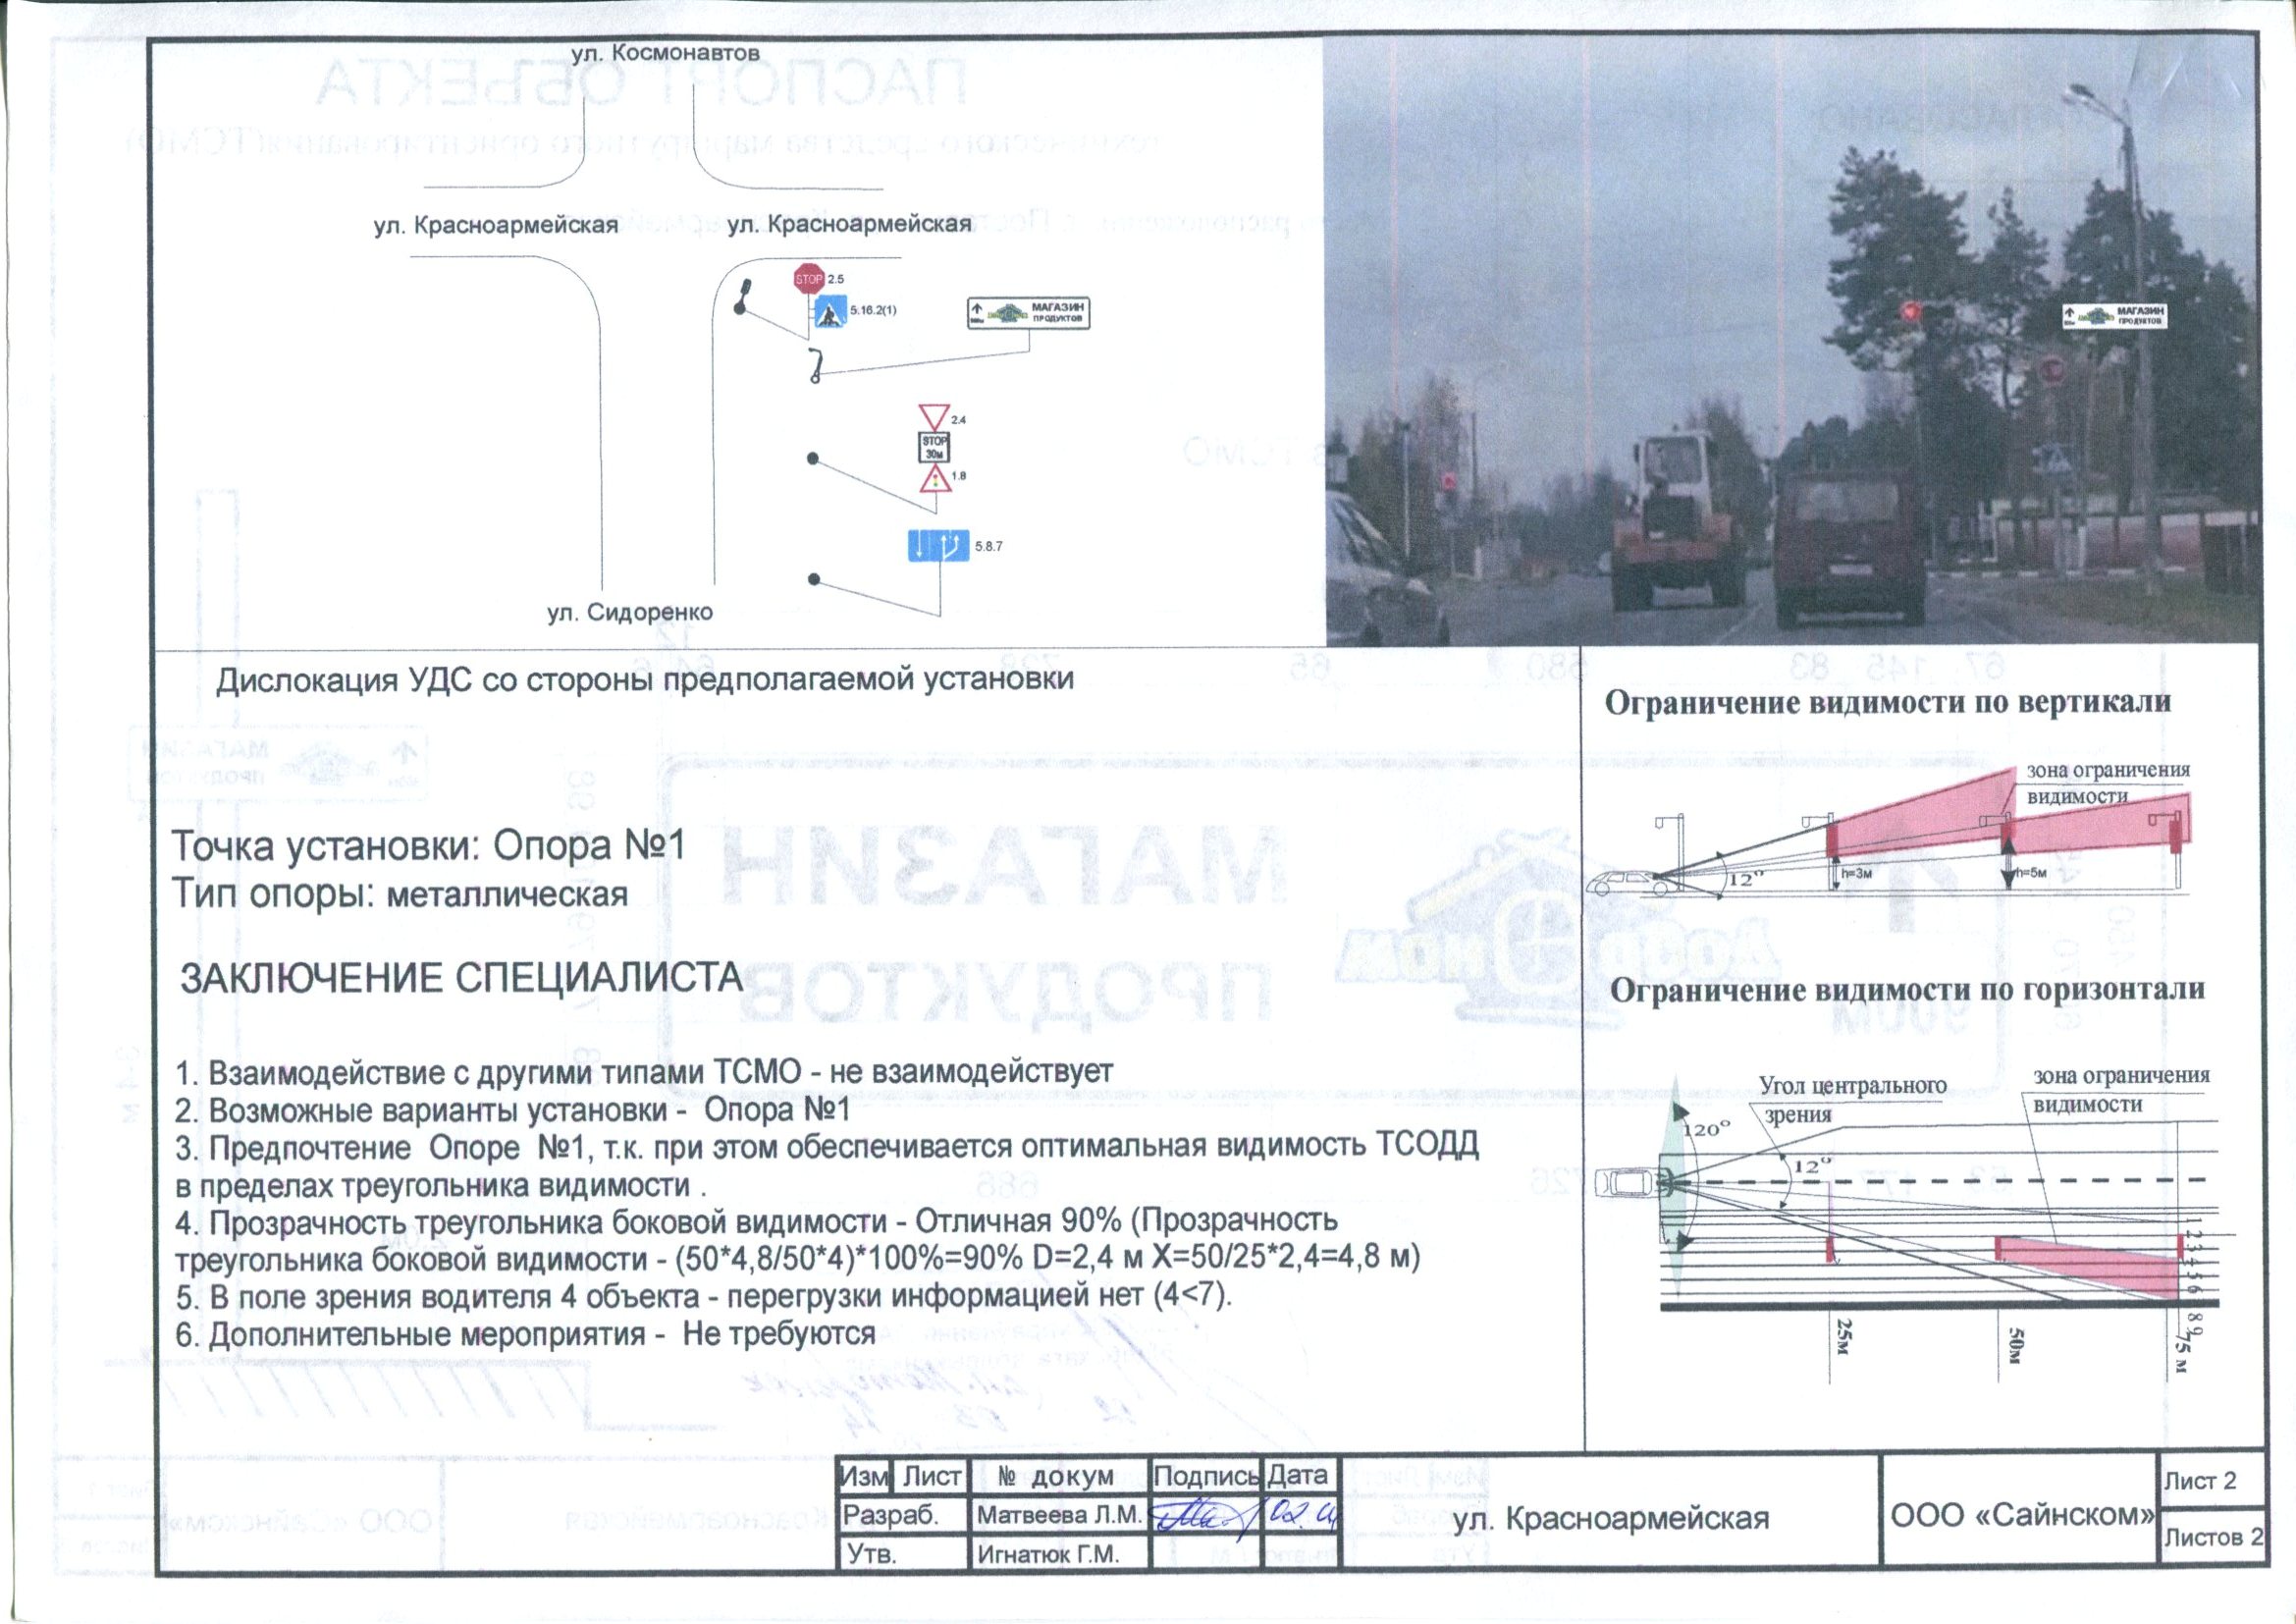 ул. Космонавтов
ул. Красноармейская
ул. Красноармейская
STOP 2.5
5.16.2(1)
МАГАЗИН
ПРОДУКТОВ
2.4
STOP
30м
1.8
5.8.7
ул. Сидоренко
МАГАЗИН
ПРОДУКТОВ
Дислокация УДС со стороны предполагаемой установки
Точка установки: Опора №1
Тип опоры: металлическая
ЗАКЛЮЧЕНИЕ СПЕЦИАЛИСТА
1. Взаимодействие с другими типами ТСМО - не взаимодействует
2. Возможные варианты установки - Опора №1
3. Предпочтение Опоре №1, т.к. при этом обеспечивается оптимальная видимость ТСОДД
в пределах треугольника видимости .
4. Прозрачность треугольника боковой видимости - Отличная 90% (Прозрачность
треугольника боковой видимости - (50*4,8/50*4)*100%=90% D=2,4 м X=50/25*2,4=4,8 м)
5. В поле зрения водителя 4 объекта - перегрузки информацией нет (4<7).
6. Дополнительные мероприятия - Не требуются
Ограничение видимости по вертикали
зона ограничения
видимости
12°
h=3м
h=5м
Ограничение видимости по горизонтали
Угол центрального
зрения
зона ограничения
видимости
120°
12°
1 2 3 4 5 6 8 9
25м
50м
75 м
Изм Лист № докум Подпись Дата
Разраб. Матвеева Л.М.
Утв. Игнатюк Г.М.
ул. Красноармейская
ООО «Сайнском»
Лист 2
Листов 2